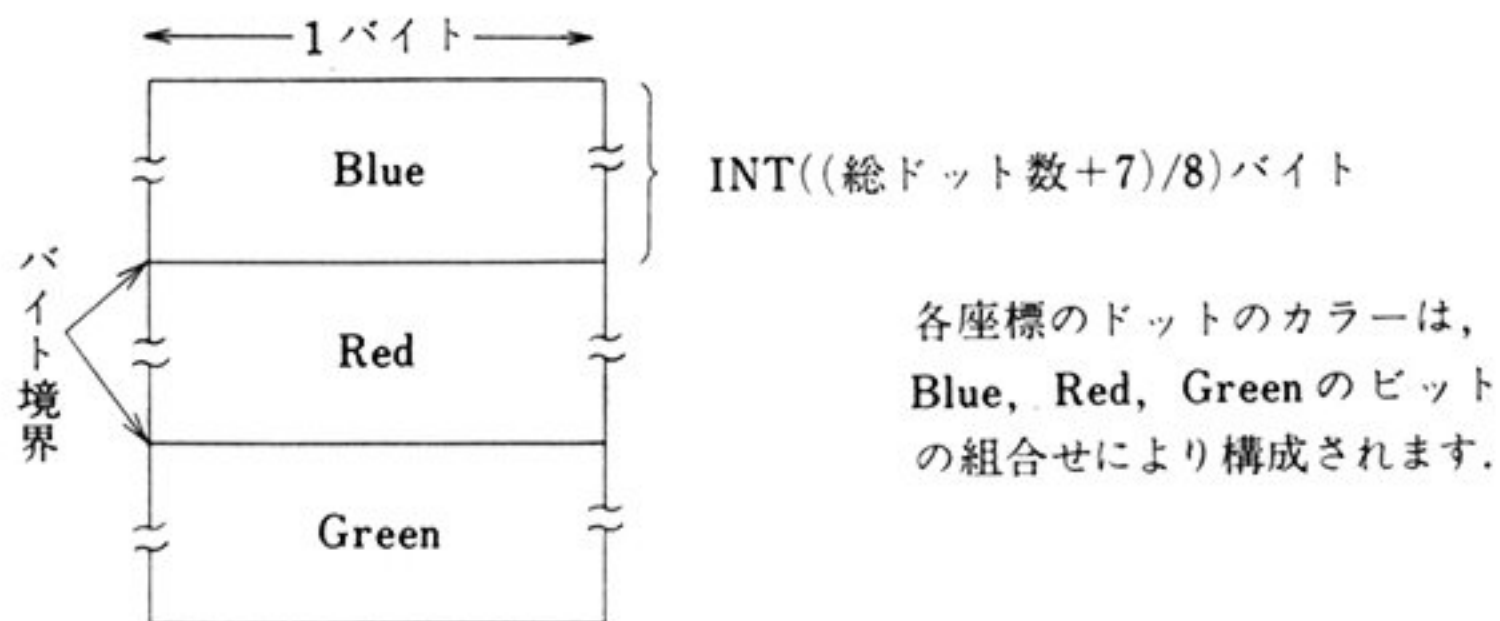 1バイト
Blue
INT((総ドット数+7)/8)バイト
バイト境界
Red
各座標のドットのカラーは,
Blue, Red, Greenのビット
の組合せにより構成されます.
Green